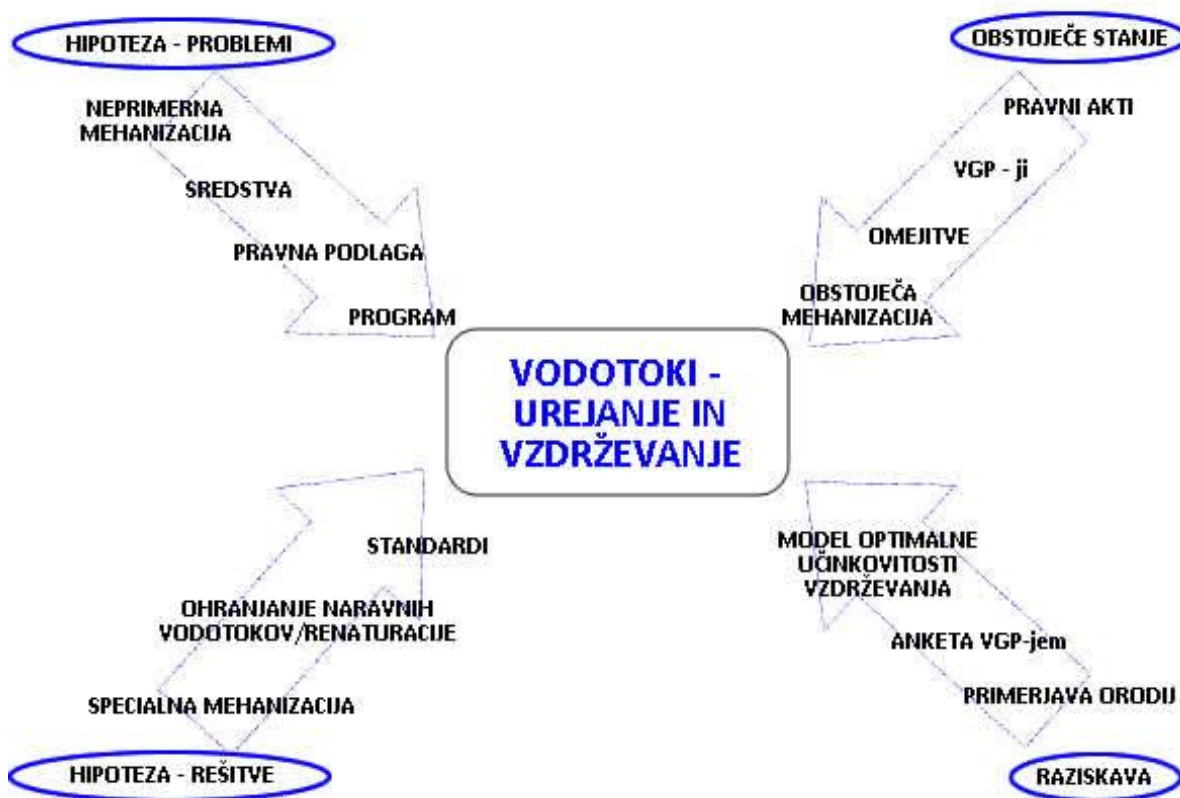 HIPOTEZA - PROBLEMI
NEPRIMERNA
MEHANIZACIJA
SREDSTVA
PRAVNA PODLAGA
PROGRAM
OBSTOJEČE STANJE
PRAVNI AKTI
VGP - ji
OMEJITVE
OBSTOJEČA
MEHANIZACIJA
VODOTOKI -
UREJANJE IN
VZDRŽEVANJE
STANDARDI
OHRANJANJE NARAVNIH
VODOTOKOV/RENATURACIJE
SPECIALNA MEHANIZACIJA
HIPOTEZA - REŠITVE
MODEL OPTIMALNE
UČINKOVITOSTI
VZDRŽEVANJA
ANKETA VGP-jem
PRIMERJAVA ORODIJ
RAZISKAVA